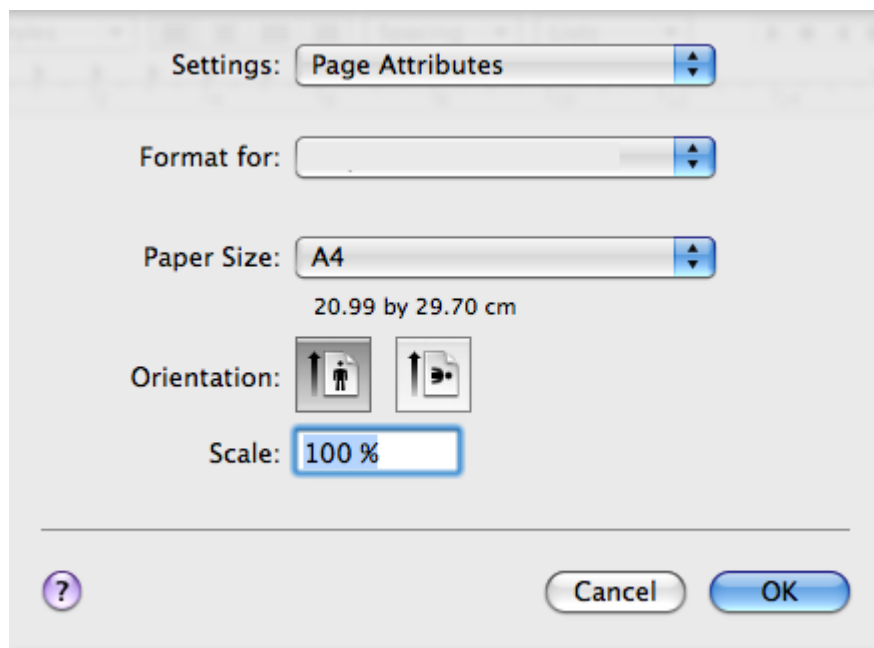 Settings: Page Attributes
Format for:
Paper Size: A4
20.99 by 29.70 cm
Orientation:
Scale: 100 %
? Cancel OK